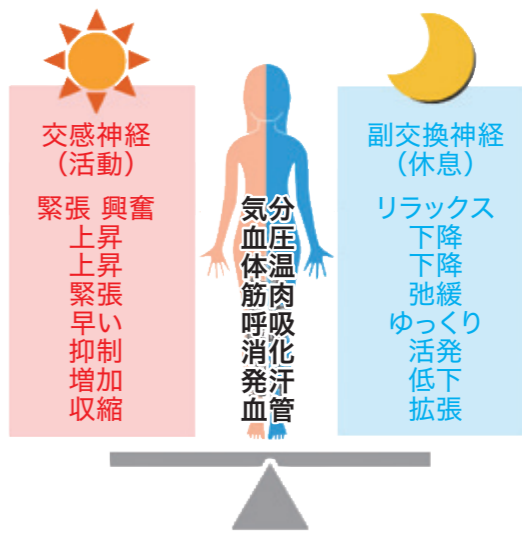 交感神経
（活動）
副交換神経
（休息）
緊張 興奮 気分 リラックス
上昇 血圧 下降
上昇 体温 下降
緊張 筋肉 弛緩
早い 呼吸 ゆっくり
抑制 消化 活発
増加 発汗 低下
収縮 血管 拡張